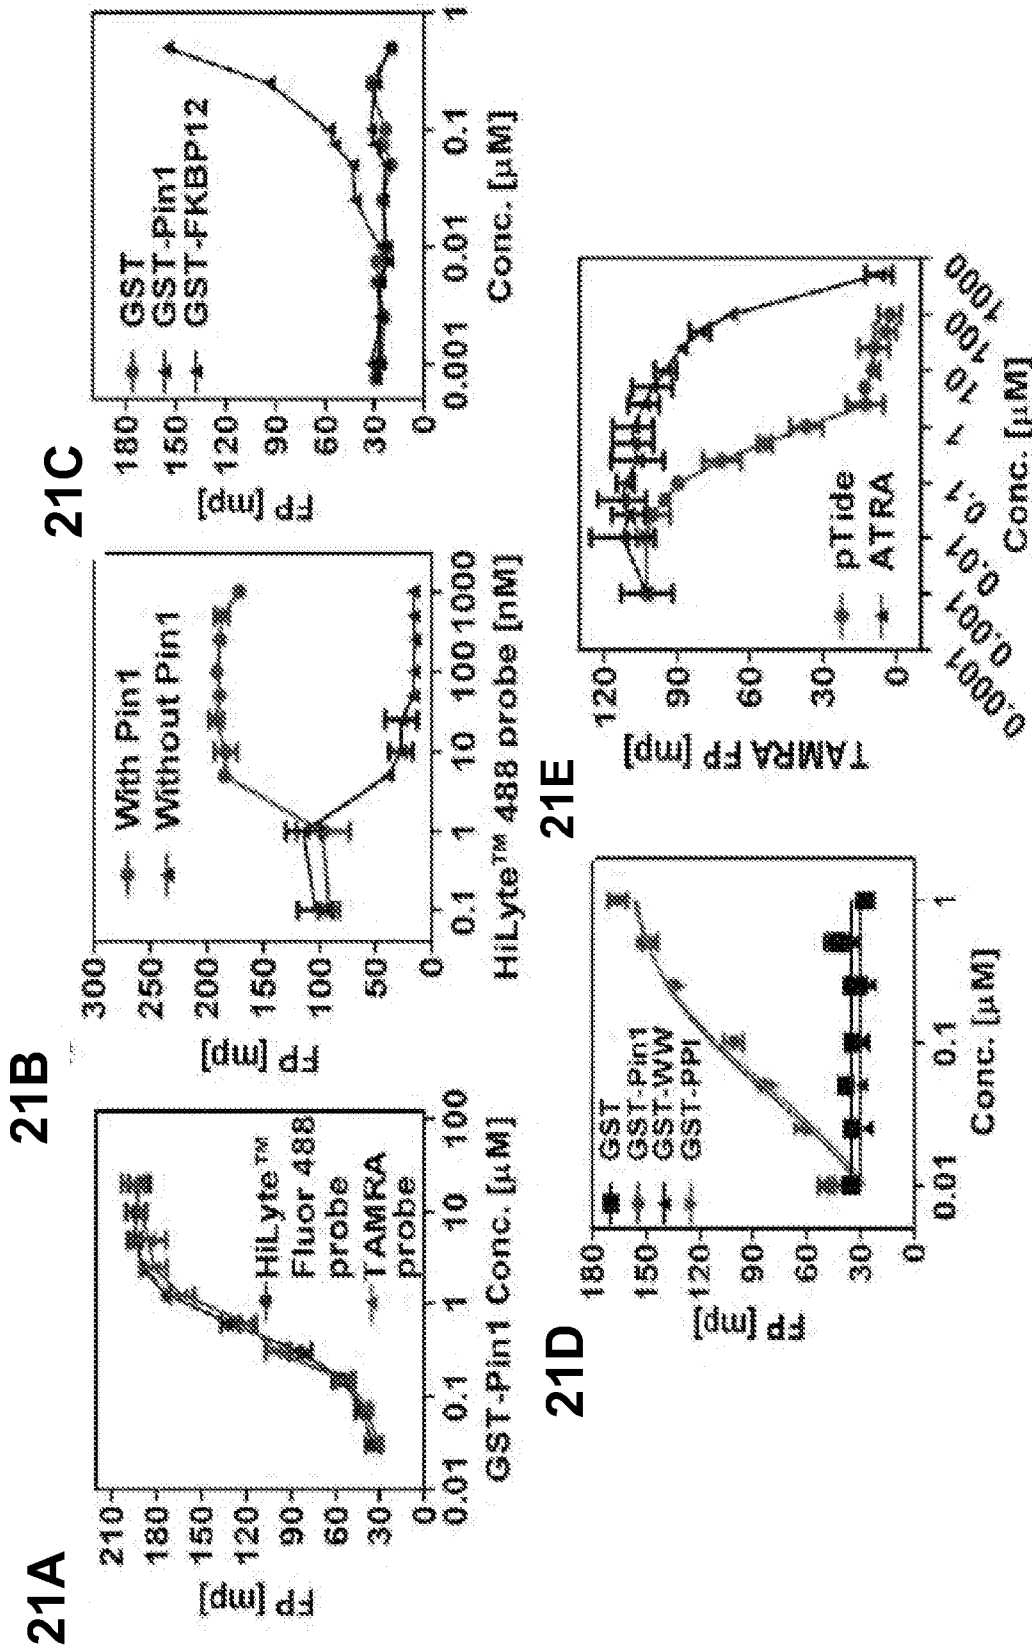 21A
FP [mp]
210
180
150
120
90
60
30
0
HiLyte™
Fluor 488
probe
TAMRA
probe
0.01 0.1 1 10 100
GST-Pin1 Conc. [μM]
21B
FP [mp]
300
250
200
150
100
50
0
With Pin1
Without Pin1
0.1 1 10 100 1000
HiLyte™ 488 probe [nM]
21C
FP [mp]
180
150
120
90
60
30
0
GST
GST-Pin1
GST-FKBP12
0.001 0.01 0.1 1
Conc. [μM]
21D
FP [mp]
180
150
120
90
60
30
0
GST
GST-Pin1
GST-WW
GST-PPI
0.01 0.1 1
Conc. [μM]
21E
TAMRA FP [mp]
120
90
60
30
0
pTide
ATRA
0.0001 0.001 0.01 0.1 1 10 100 1000
Conc. [μM]